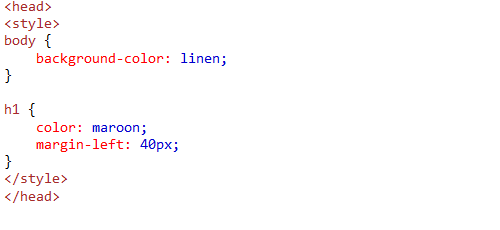 <head>
<style>
body {
    background-color: linen;
}

h1 {
    color: maroon;
    margin-left: 40px;
}
</style>
</head>